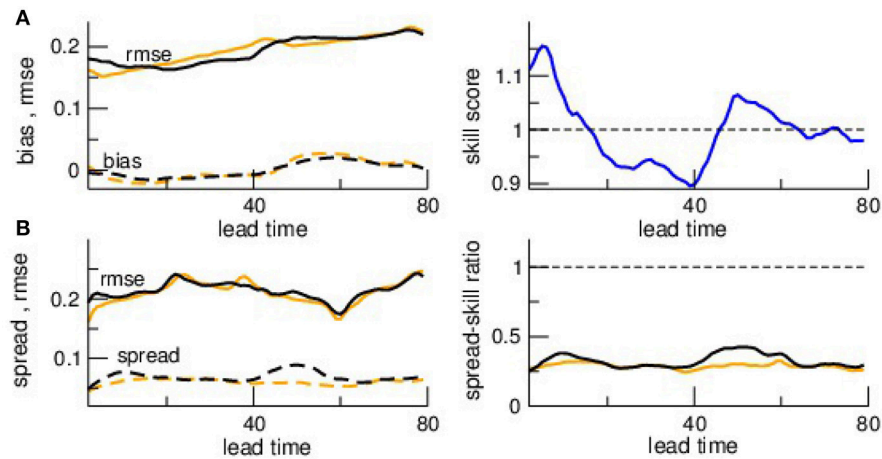 A
bias , rmse
0.2
0.1
0
rmse
bias
40
80
lead time
skill score
1.1
1
0.9
40
80
lead time
B
spread , rmse
0.2
0.1
rmse
spread
40
80
lead time
spread-skill ratio
1
0.5
0
40
80
lead time